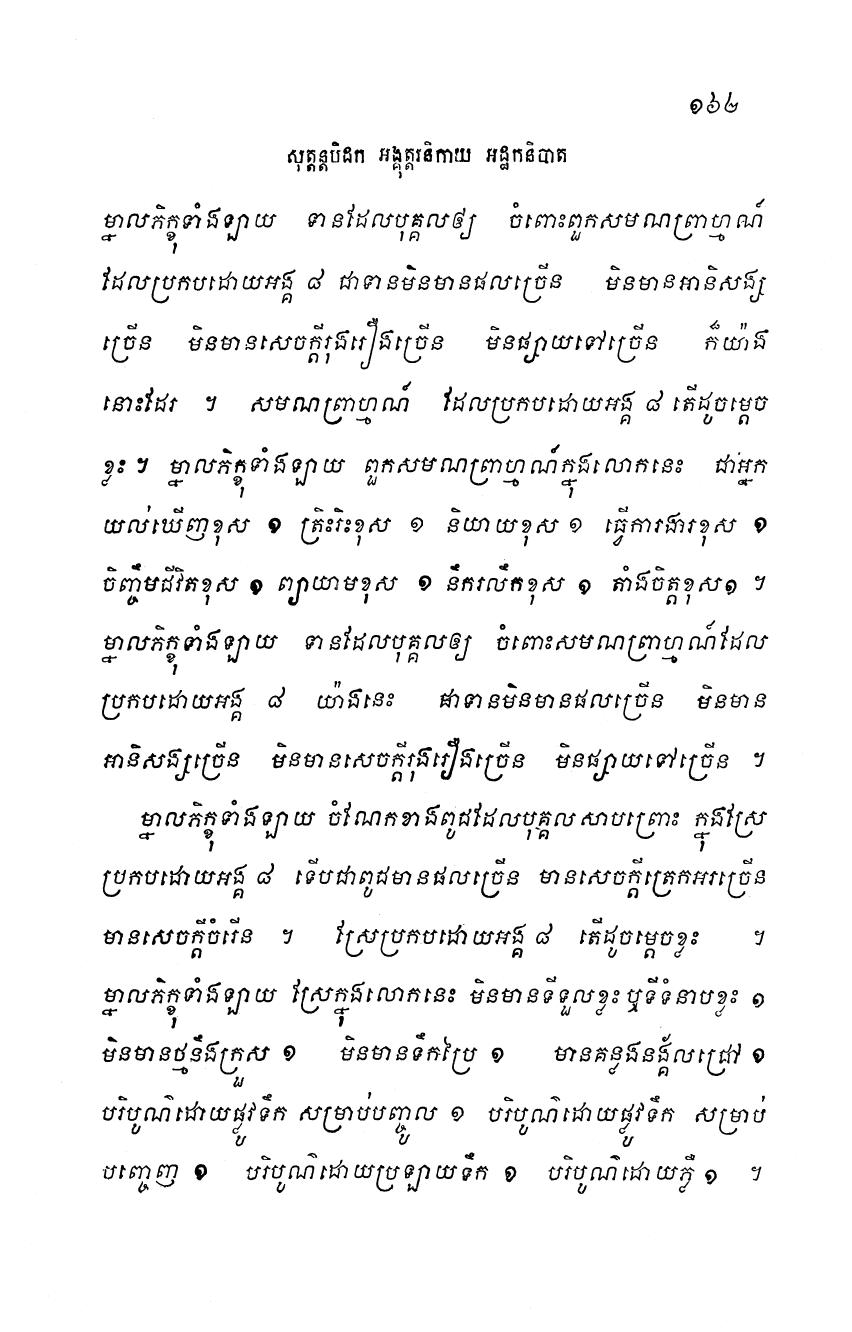 ១៦២
សុត្តន្តបិដក អង្គុត្តរនិកាយ អដ្ឋកនិបាត
ម្នាលភិក្ខុទាំងឡាយ ទានដែលបុគ្គលឲ្យ ចំពោះពួកសមណព្រាហ្មណ៍
ដែលប្រកបដោយអង្គ ៨ ជាទានមិនមានផលច្រើន មិនមានអានិសង្ស
ច្រើន មិនមានសេចក្តីរុងរឿងច្រើន មិនផ្សាយទៅច្រើន ក៏យ៉ាង
នោះដែរ ។ សមណព្រាហ្មណ៍ ដែលប្រកបដោយអង្គ ៨ តើដូចម្តេច
ខ្លះ ។ ម្នាលភិក្ខុទាំងឡាយ ពួកសមណព្រាហ្មណ៍ក្នុងលោកនេះ ជាអ្នក
យល់ឃើញខុស ១ ត្រិះរិះខុស ១ និយាយខុស ១ ធ្វើការងារខុស ១
ចិញ្ចឹមជីវិតខុស ១ ព្យាយាមខុស ១ នឹករលឹកខុស ១ តាំងចិត្តខុស១ ។
ម្នាលភិក្ខុទាំងឡាយ ទានដែលបុគ្គលឲ្យ ចំពោះសមណព្រាហ្មណ៍ដែល
ប្រកបដោយអង្គ ៨ យ៉ាងនេះ ជាទានមិនមានផលច្រើន មិនមាន
អានិសង្សច្រើន មិនមានសេចក្តីរុងរឿងច្រើន មិនផ្សាយទៅច្រើន ។
ម្នាលភិក្ខុទាំងឡាយ ចំណែកខាងពូជដែលបុគ្គលសាបព្រោះ ក្នុងស្រែ
ប្រកបដោយអង្គ ៨ ទើបជាពូជមានផលច្រើន មានសេចក្តីត្រេកអរច្រើន
មានសេចក្តីចំរើន ។ ស្រែប្រកបដោយអង្គ ៨ តើដូចម្តេចខ្លះ ។
ម្នាលភិក្ខុទាំងឡាយ ស្រែក្នុងលោកនេះ មិនមានទីទួលខ្លះ ឬទីទំនាបខ្លះ ១
មិនមានថ្មនឹងក្រួស ១ មិនមានទឹកប្រៃ ១ មានគន្លងនង្គ័លជ្រៅ ១
បរិបូណ៌ដោយផ្លូវទឹក សម្រាប់បញ្ចូល ១ បរិបូណ៌ដោយផ្លូវទឹក សម្រាប់
បញ្ចេញ ១ បរិបូណ៌ដោយប្រឡាយទឹក ១ បរិបូណ៌ដោយភ្លឺ ១ ។